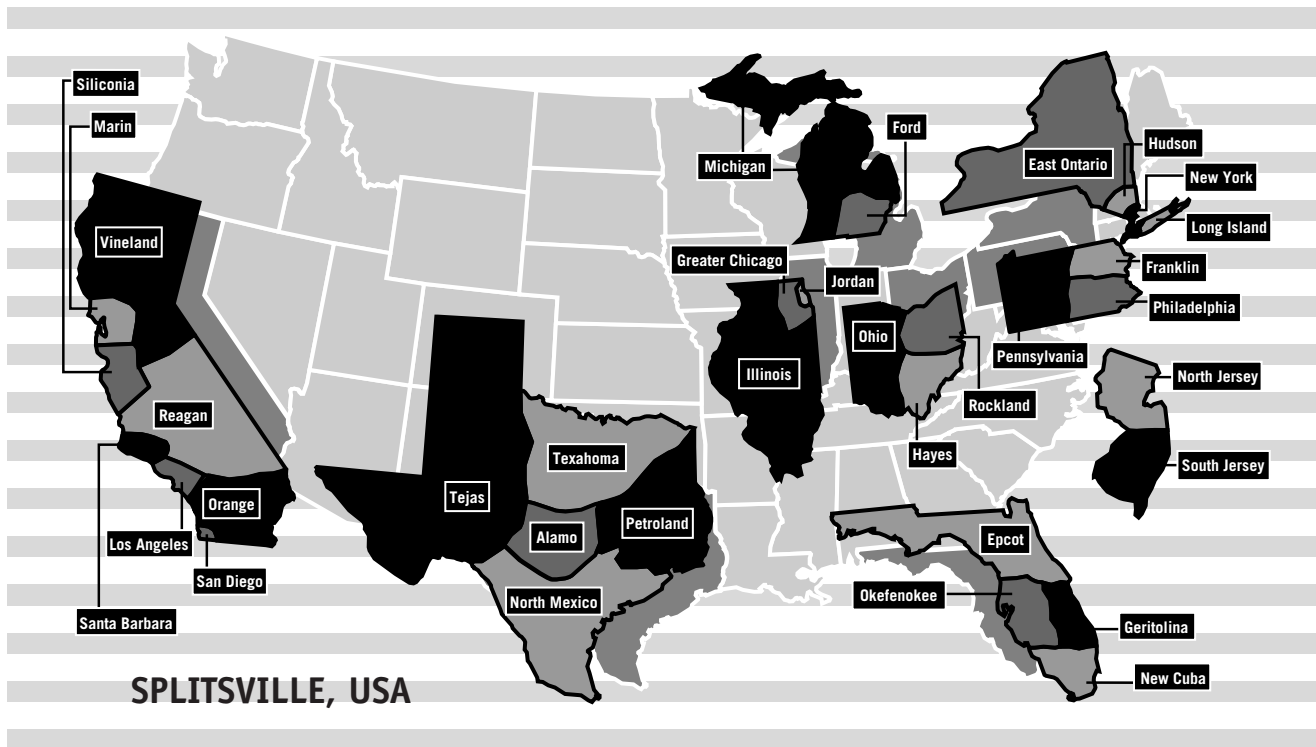 Siliconia
Marin
Ford
Hudson
Michigan
East Ontario
New York
Vineland
Long Island
Greater Chicago
Jordan
Franklin
Philadelphia
Ohio
Pennsylvania
Illinois
North Jersey
Reagan
Rockland
Hayes
Texahoma
South Jersey
Tejas
Orange
Petroland
Los Angeles
Alamo
Epcot
San Diego
North Mexico
Okefenokee
Santa Barbara
Geritolina
New Cuba
SPLITSVILLE, USA